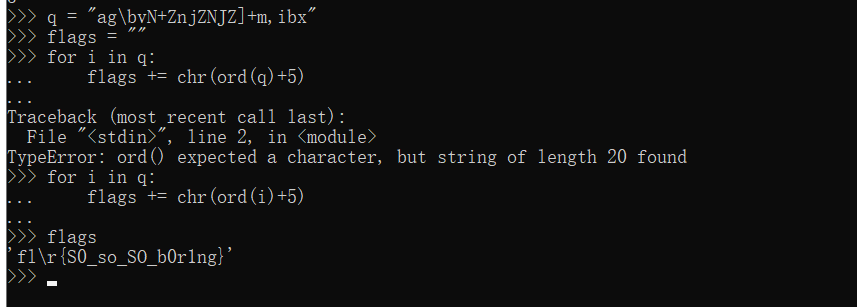 >>> q = "ag\bvN+ZnjZNJZ]+m,ibx"
>>> flags = ""
>>> for i in q:
...     flags += chr(ord(q)+5)
...
Traceback (most recent call last):
  File "<stdin>", line 2, in <module>
TypeError: ord() expected a character, but string of length 20 found
>>> for i in q:
...     flags += chr(ord(i)+5)
...
>>> flags
'fl\r{S0_so_SO_b0r1ng}'
>>>